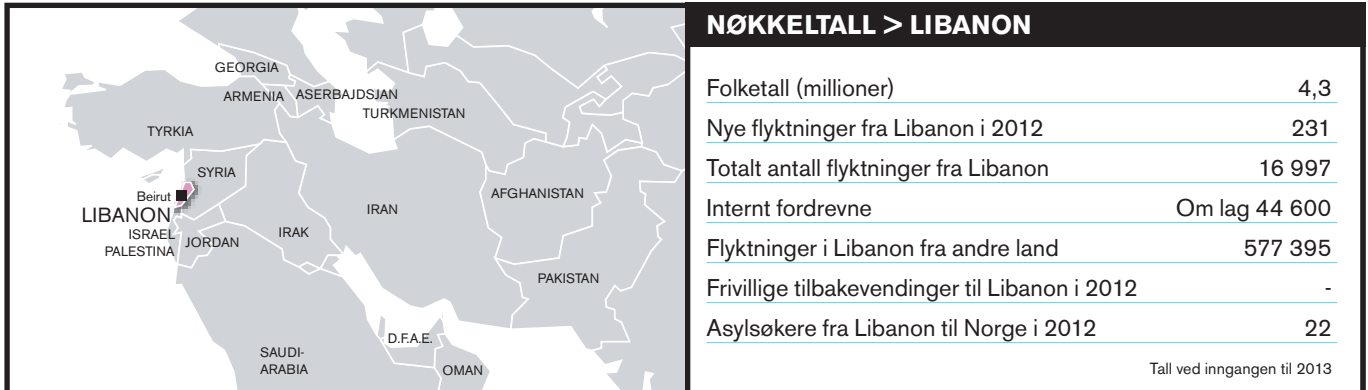 GEORGIA
ARMENIA
ASERBAJDSJAN
TURKMENISTAN
TYRKIA
SYRIA
Beirut
LIBANON
ISRAEL
PALESTINA
JORDAN
IRAK
IRAN
AFGHANISTAN
PAKISTAN
D.F.A.E.
SAUDI-
ARABIA
OMAN
NØKKELTALL > LIBANON
Folketall (millioner) 4,3
Nye flyktninger fra Libanon i 2012 231
Totalt antall flyktninger fra Libanon 16 997
Internt fordrevne Om lag 44 600
Flyktninger i Libanon fra andre land 577 395
Frivillige tilbakevendinger til Libanon i 2012 -
Asylsøkere fra Libanon til Norge i 2012 22
Tall ved inngangen til 2013